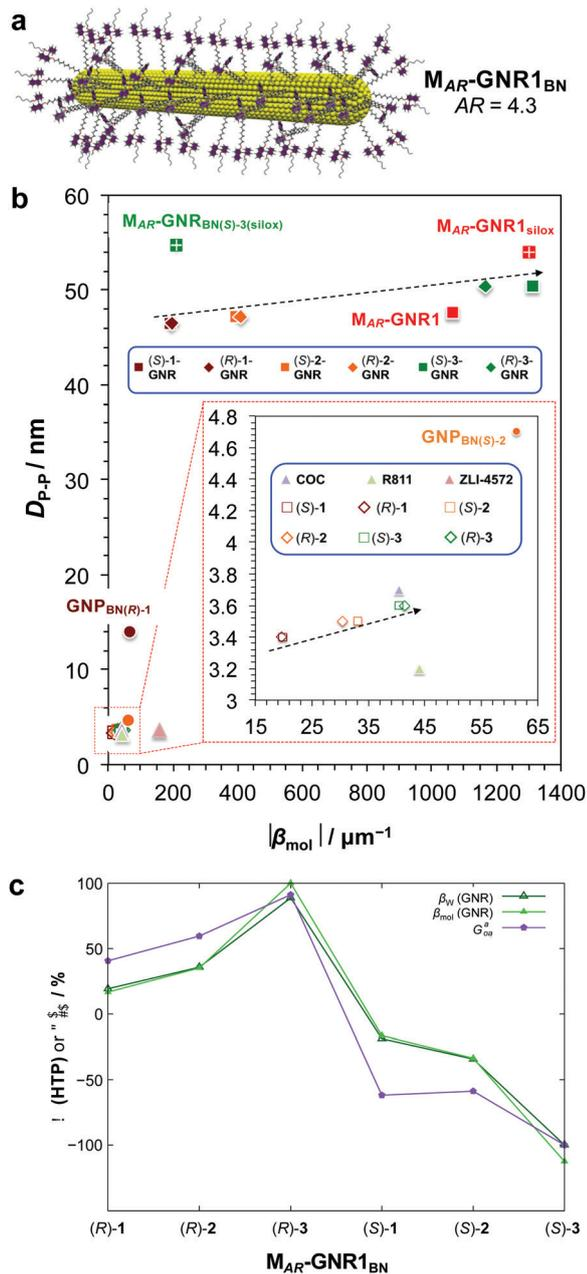 a
M_AR-GNR1_BN
AR = 4.3
b
60
50
40
30
20
10
0
D_P-P / nm
M_AR-GNR_BN(S)-3(silox)
M_AR-GNR1_silox
M_AR-GNR1
(S)-1-GNR
(R)-1-GNR
(S)-2-GNR
(R)-2-GNR
(S)-3-GNR
(R)-3-GNR
GNP_BN(R)-1
4.8
4.6
4.4
4.2
4
3.8
3.6
3.4
3.2
3
GNP_BN(S)-2
COC R811 ZLI-4572
(S)-1 (R)-1 (S)-2
(R)-2 (S)-3 (R)-3
15 25 35 45 55 65
0 200 400 600 800 1000 1200 1400
|β_mol| / µm⁻¹
c
100
50
0
−50
−100
! (HTP) or " $ #$ / %
β_W (GNR)
β_mol (GNR)
G^a_oa
(R)-1 (R)-2 (R)-3 (S)-1 (S)-2 (S)-3
M_AR-GNR1_BN